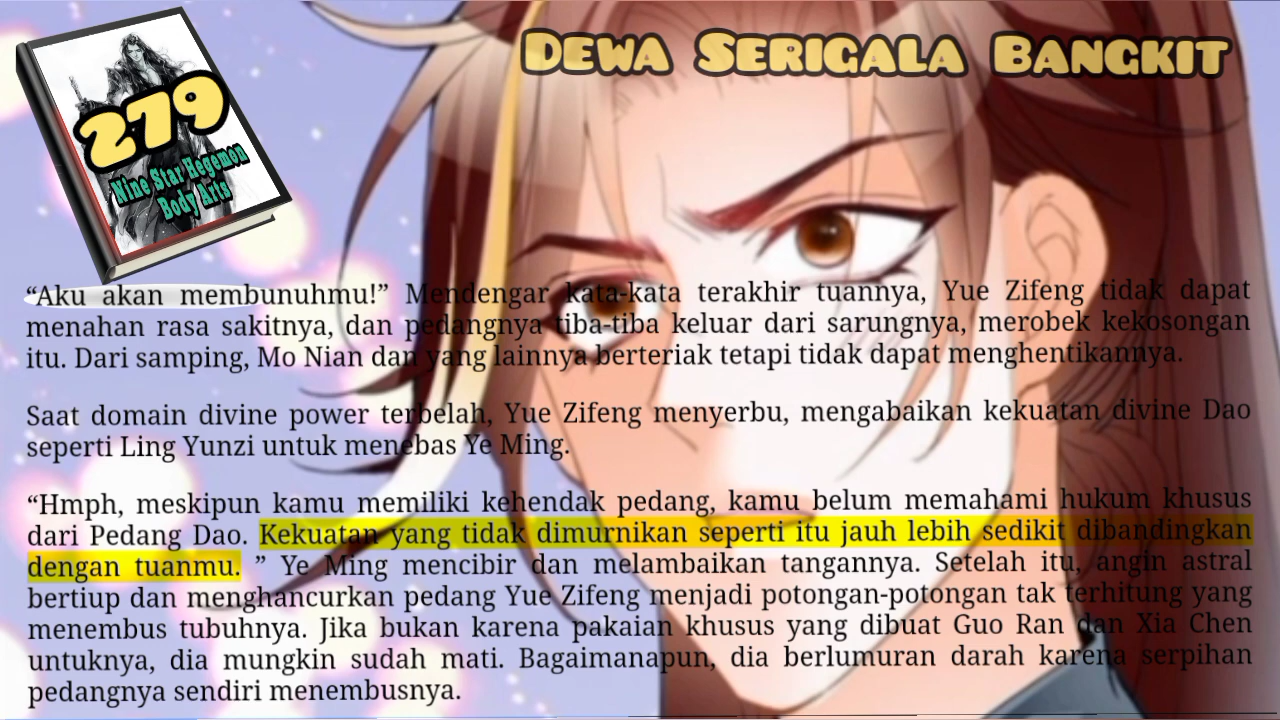 DEWA SERIGALA BANGKIT
279
Nine Star Hegemon
Body Arts
“Aku akan membunuhmu!” Mendengar kata-kata terakhir tuannya, Yue Zifeng tidak dapat
menahan rasa sakitnya, dan pedangnya tiba-tiba keluar dari sarungnya, merobek kekosongan
itu. Dari samping, Mo Nian dan yang lainnya berteriak tetapi tidak dapat menghentikannya.
Saat domain divine power terbelah, Yue Zifeng menyerbu, mengabaikan kekuatan divine Dao
seperti Ling Yunzi untuk menebas Ye Ming.
“Hmph, meskipun kamu memiliki kehendak pedang, kamu belum memahami hukum khusus
dari Pedang Dao. Kekuatan yang tidak dimurnikan seperti itu jauh lebih sedikit dibandingkan
dengan tuanmu. ” Ye Ming mencibir dan melambaikan tangannya. Setelah itu, angin astral
bertiup dan menghancurkan pedang Yue Zifeng menjadi potongan-potongan tak terhitung yang
menembus tubuhnya. Jika bukan karena pakaian khusus yang dibuat Guo Ran dan Xia Chen
untuknya, dia mungkin sudah mati. Bagaimanapun, dia berlumuran darah karena serpihan
pedangnya sendiri menembusnya.